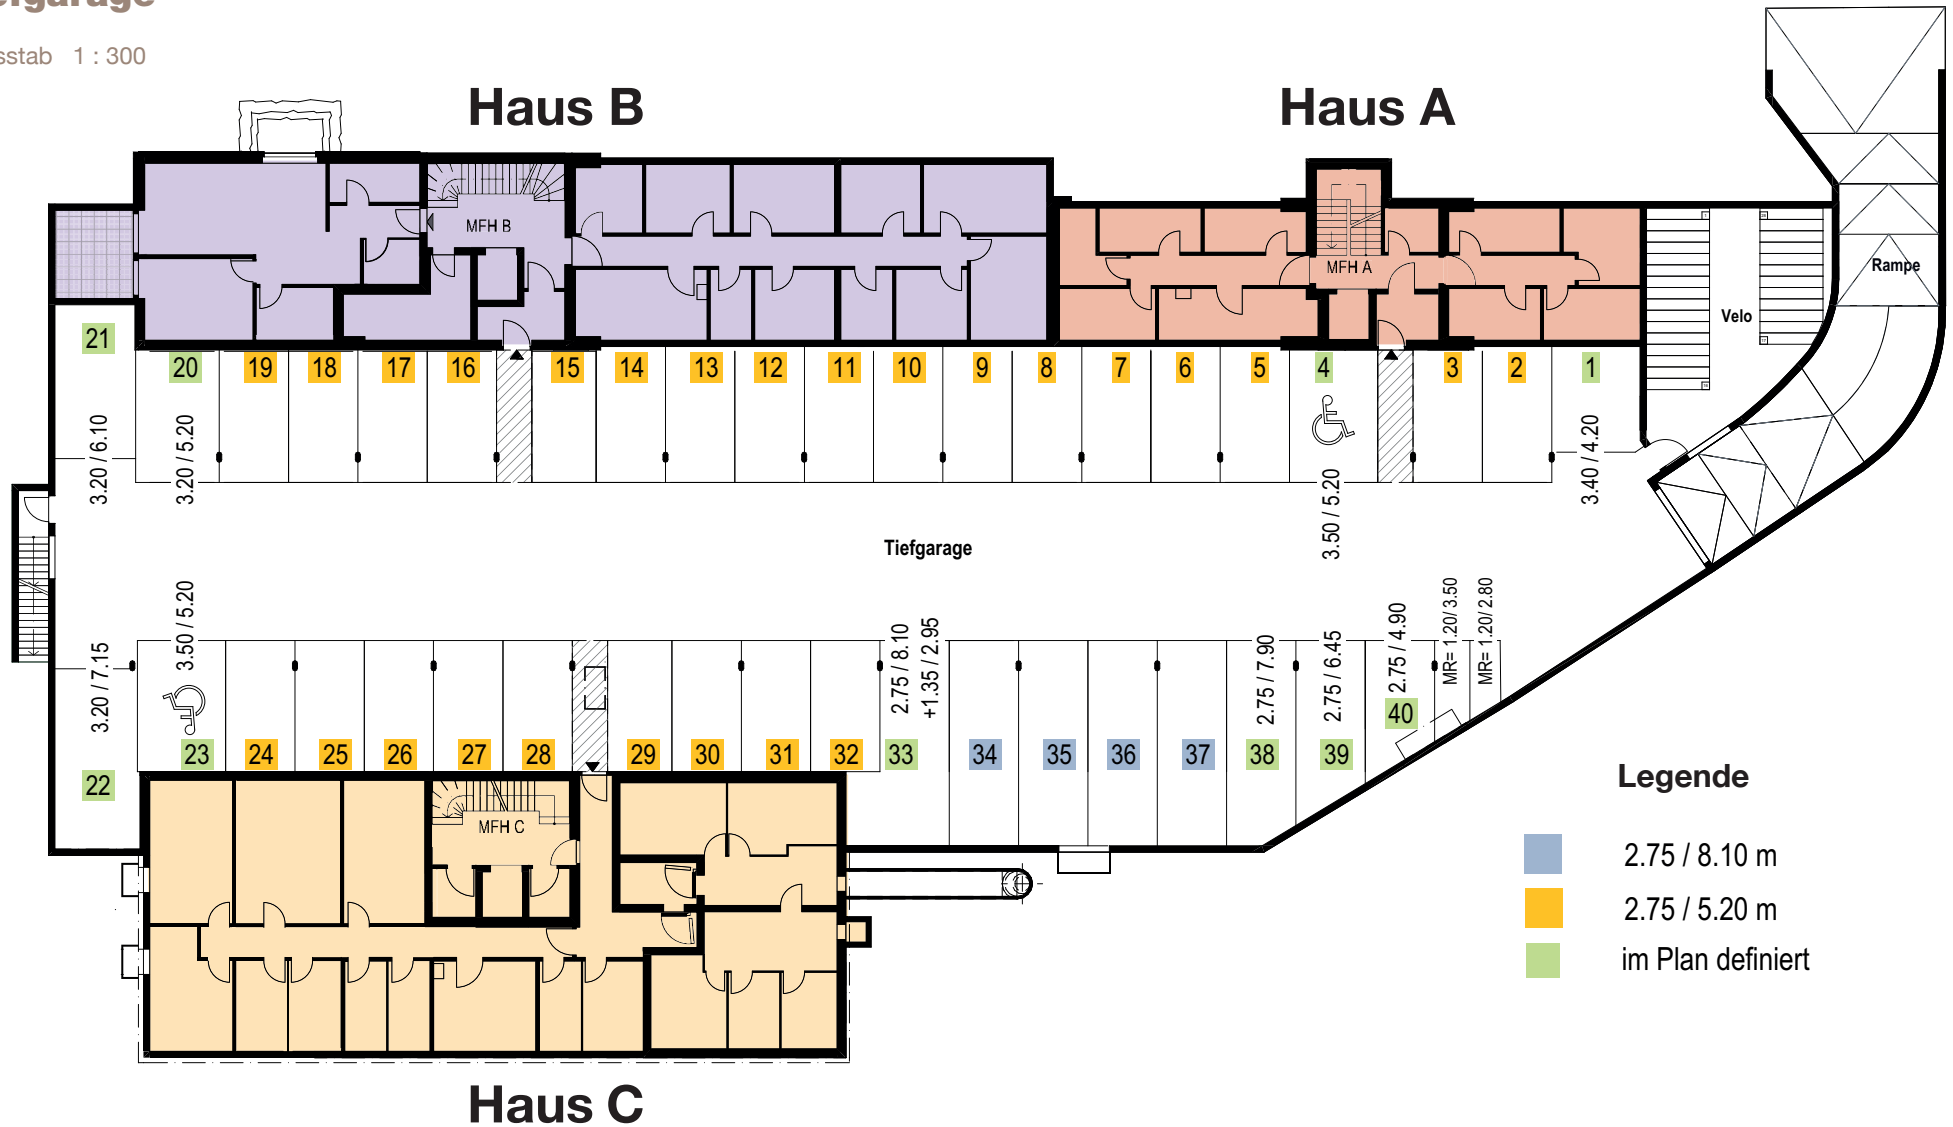 efgarage
sstab 1 : 300
Haus B
Haus A
MFH B
MFH A
Rampe
Velo
21
20
19
18
17
16
15
14
13
12
11
10
9
8
7
6
5
4
3
2
1
3.20 / 6.10
3.20 / 5.20
3.50 / 5.20
3.40 / 4.20
Tiefgarage
3.20 / 7.15
3.50 / 5.20
2.75 / 8.10
+1.35 / 2.95
2.75 / 7.90
2.75 / 6.45
2.75 / 4.90
MR= 1.20/ 3.50
MR= 1.20/ 2.80
22
23
24
25
26
27
28
29
30
31
32
33
34
35
36
37
38
39
40
MFH C
Legende
2.75 / 8.10 m
2.75 / 5.20 m
im Plan definiert
Haus C